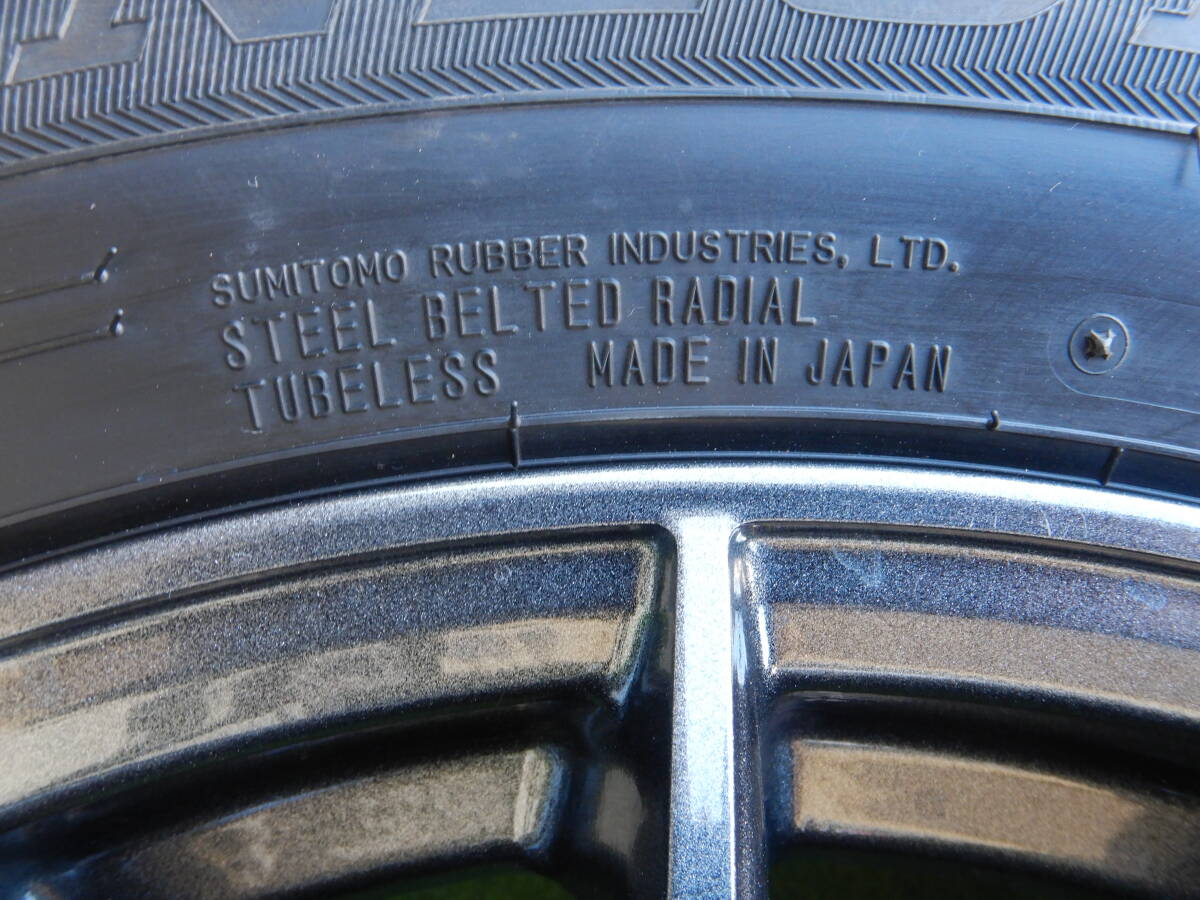 SUMITOMO RUBBER INDUSTRIES, LTD.
STEEL BELTED RADIAL
TUBELESS MADE IN JAPAN